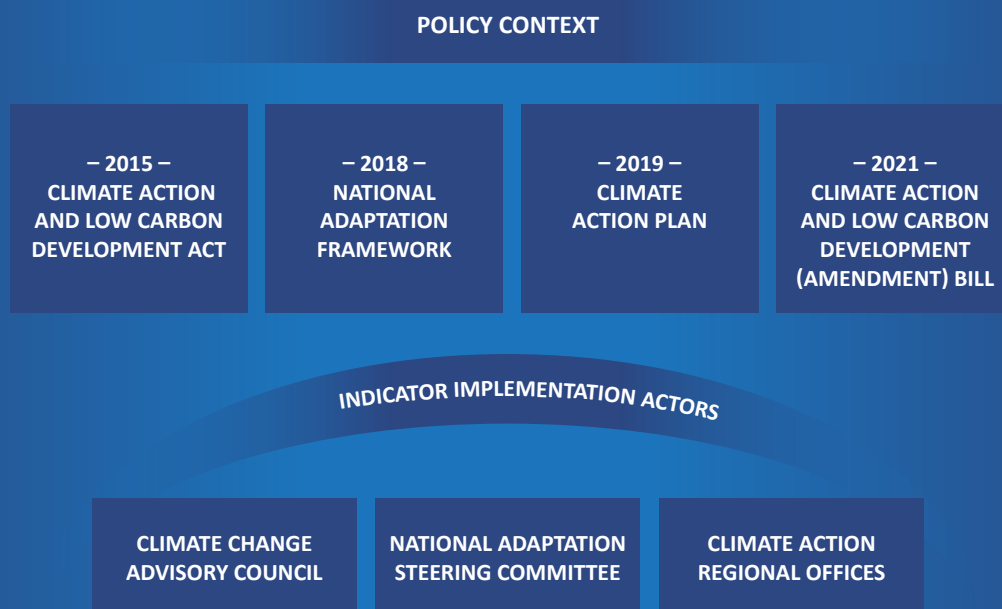 POLICY CONTEXT
– 2015 –
CLIMATE ACTION
AND LOW CARBON
DEVELOPMENT ACT
– 2018 –
NATIONAL
ADAPTATION
FRAMEWORK
– 2019 –
CLIMATE
ACTION PLAN
– 2021 –
CLIMATE ACTION
AND LOW CARBON
DEVELOPMENT
(AMENDMENT) BILL
INDICATOR IMPLEMENTATION ACTORS
CLIMATE CHANGE
ADVISORY COUNCIL
NATIONAL ADAPTATION
STEERING COMMITTEE
CLIMATE ACTION
REGIONAL OFFICES